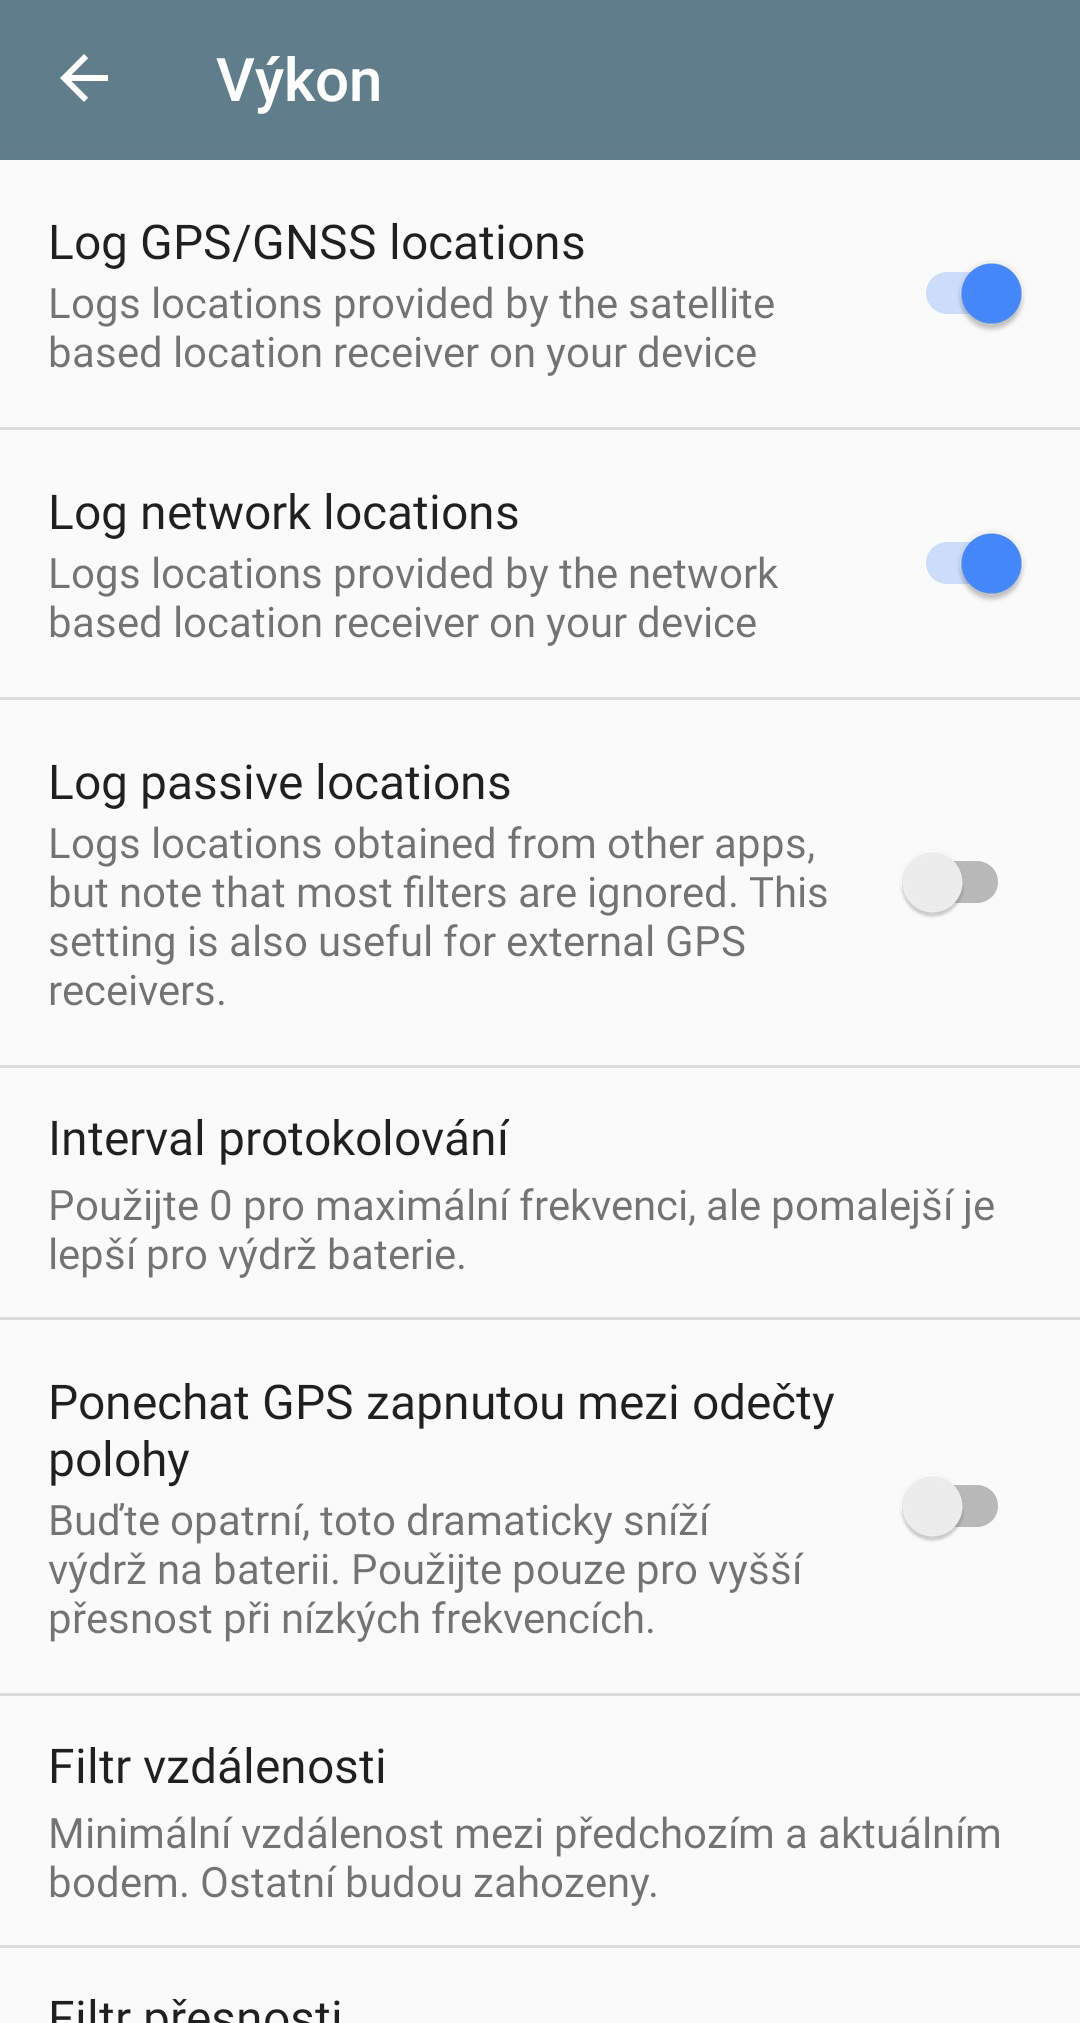 Výkon
Log GPS/GNSS locations
Logs locations provided by the satellite
based location receiver on your device
Log network locations
Logs locations provided by the network
based location receiver on your device
Log passive locations
Logs locations obtained from other apps,
but note that most filters are ignored. This
setting is also useful for external GPS
receivers.
Interval protokolování
Použijte 0 pro maximální frekvenci, ale pomalejší je
lepší pro výdrž baterie.
Ponechat GPS zapnutou mezi odečty
polohy
Buďte opatrní, toto dramaticky sníží
výdrž na baterii. Použijte pouze pro vyšší
přesnost při nízkých frekvencích.
Filtr vzdálenosti
Minimální vzdálenost mezi předchozím a aktuálním
bodem. Ostatní budou zahozeny.
Filtr přesnosti